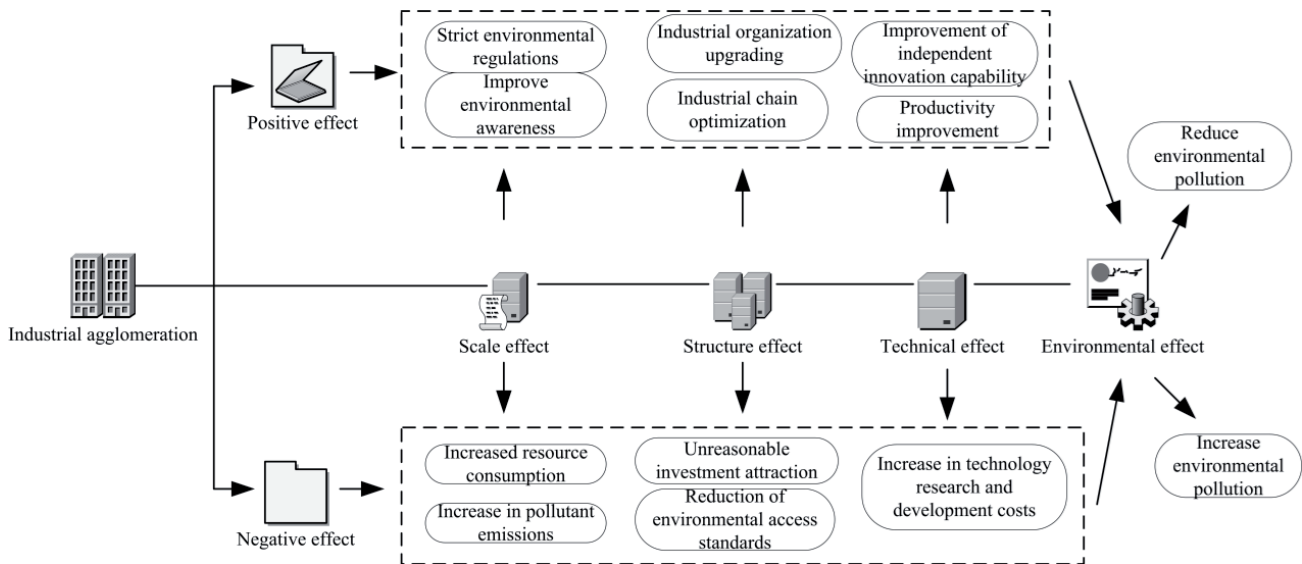 Strict environmental
regulations
Improve
environmental
awareness
Industrial organization
upgrading
Industrial chain
optimization
Improvement of
independent
innovation capability
Productivity
improvement
Positive effect
Reduce
environmental
pollution
Industrial agglomeration
Scale effect
Structure effect
Technical effect
Environmental effect
Increased resource
consumption
Increase in pollutant
emissions
Unreasonable
investment attraction
Reduction of
environmental access
standards
Increase in technology
research and
development costs
Increase
environmental
pollution
Negative effect